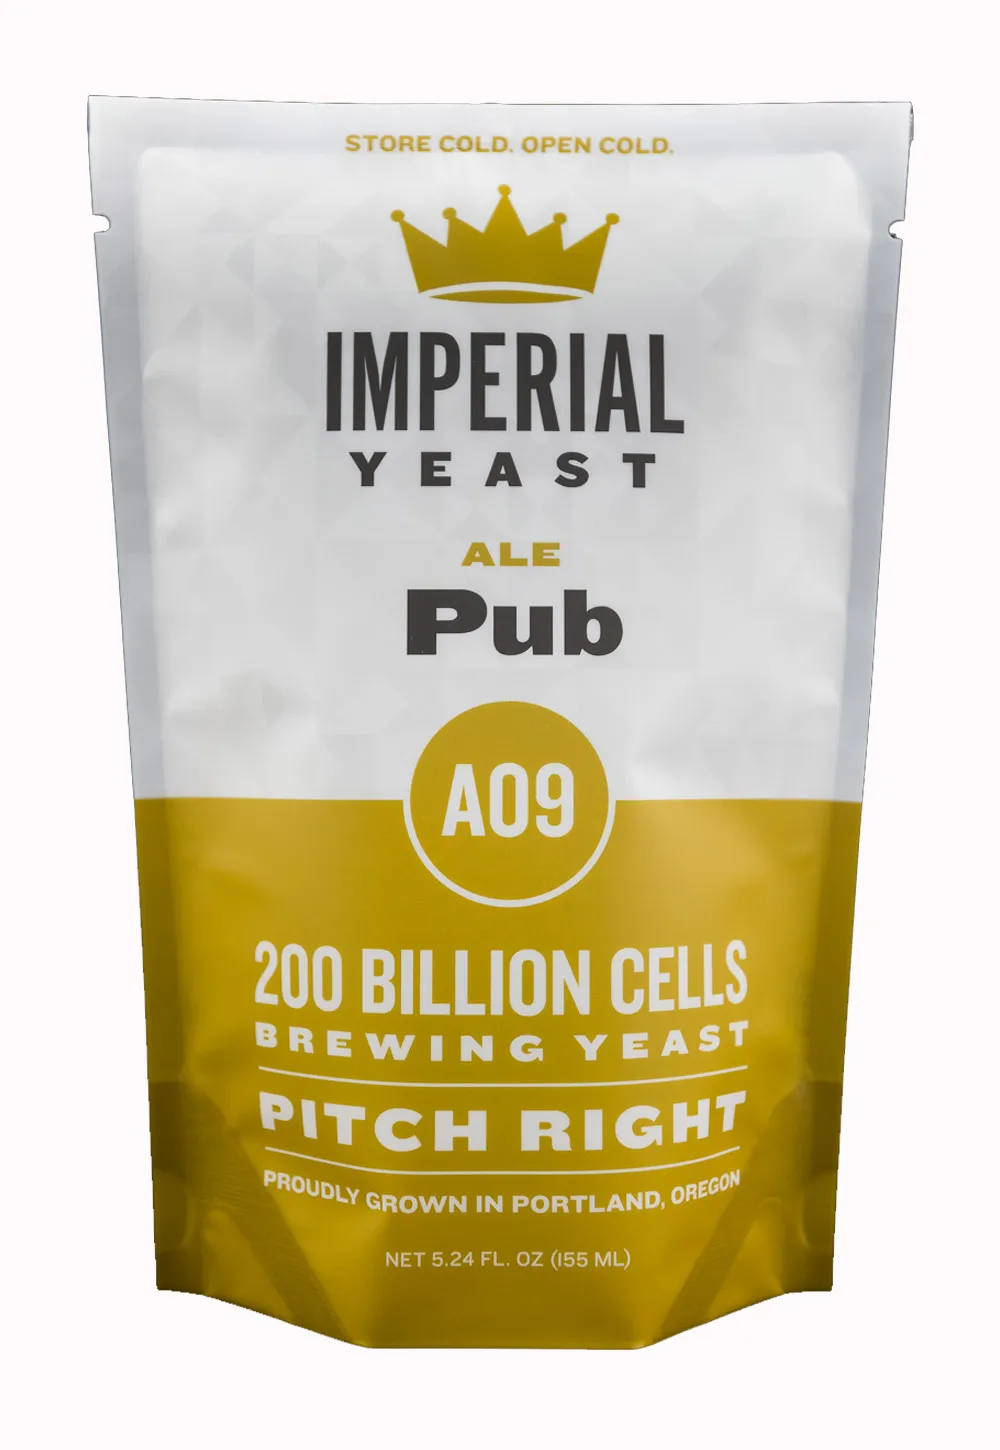 STORE COLD. OPEN COLD.
IMPERIAL
YEAST
ALE
Pub
A09
200 BILLION CELLS
BREWING YEAST
PITCH RIGHT
PROUDLY GROWN IN PORTLAND, OREGON
NET 5.24 FL. OZ (155 ML)